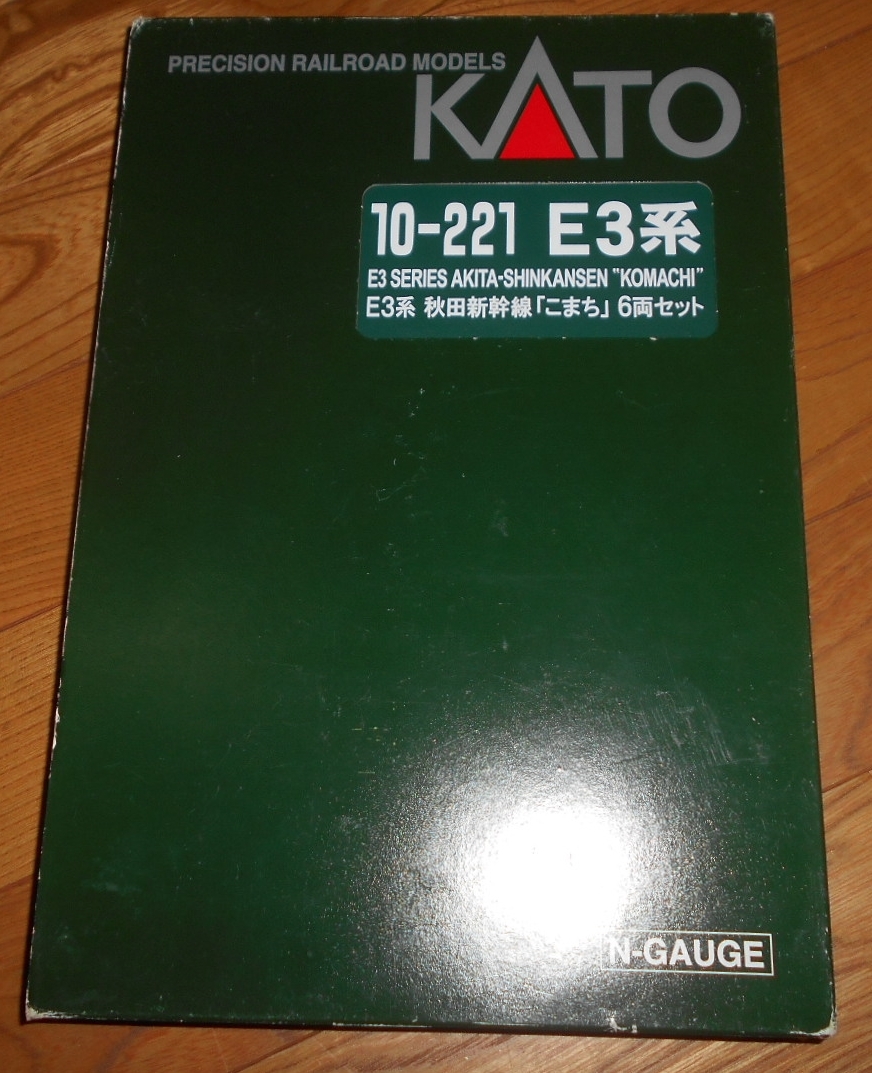 PRECISION RAILROAD MODELS
KATO
10-221 E3系
E3 SERIES AKITA-SHINKANSEN "KOMACHI"
E3系 秋田新幹線「こまち」6両セット
N-GAUGE